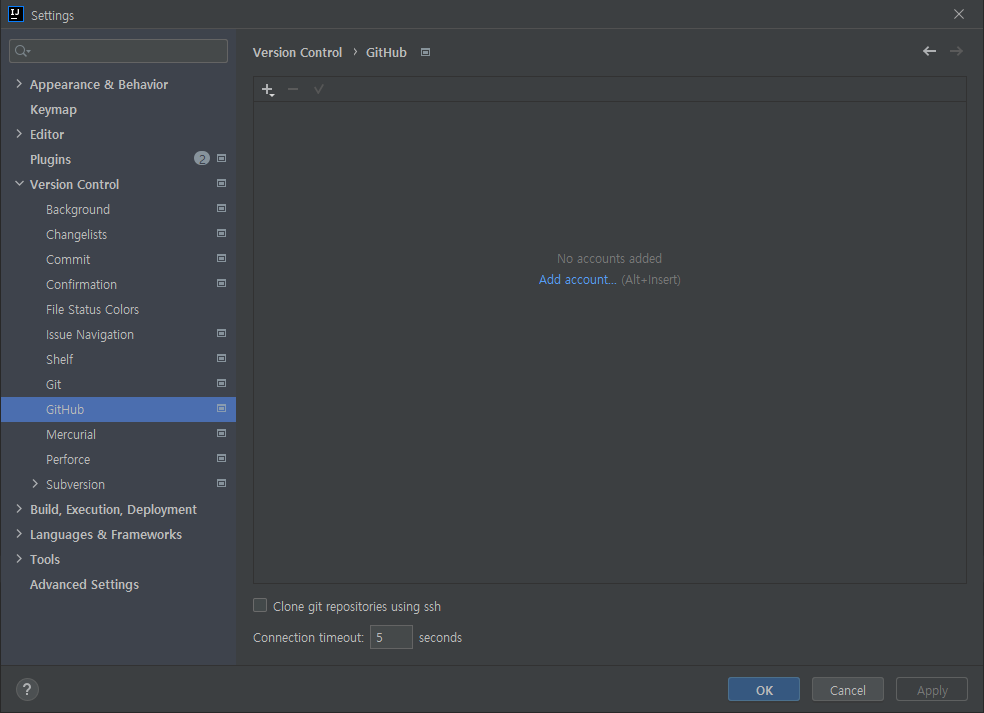 IJ
Settings
Version Control › GitHub
Appearance & Behavior
Keymap
Editor
Plugins 2
Version Control
Background
Changelists
Commit
Confirmation
File Status Colors
Issue Navigation
Shelf
Git
GitHub
Mercurial
Perforce
Subversion
Build, Execution, Deployment
Languages & Frameworks
Tools
Advanced Settings
No accounts added
Add account... (Alt+Insert)
Clone git repositories using ssh
Connection timeout: 5 seconds
?
OK
Cancel
Apply